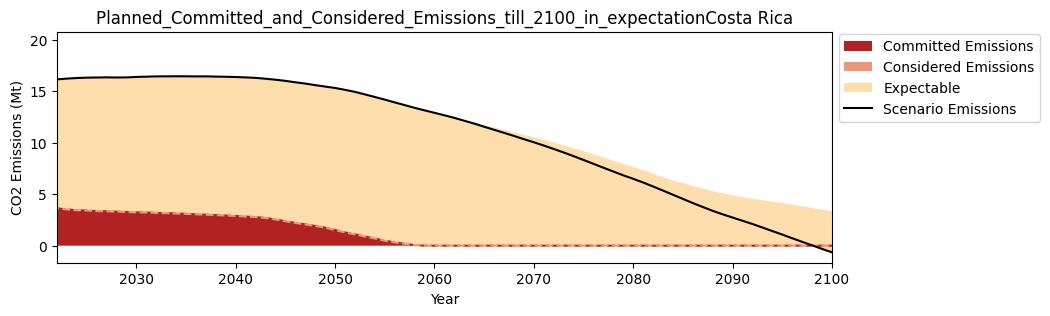 Planned_Committed_and_Considered_Emissions_till_2100_in_expectationCosta Rica
20
15
10
5
0
CO2 Emissions (Mt)
2030 2040 2050 2060 2070 2080 2090 2100
Year
Committed Emissions
Considered Emissions
Expectable
Scenario Emissions